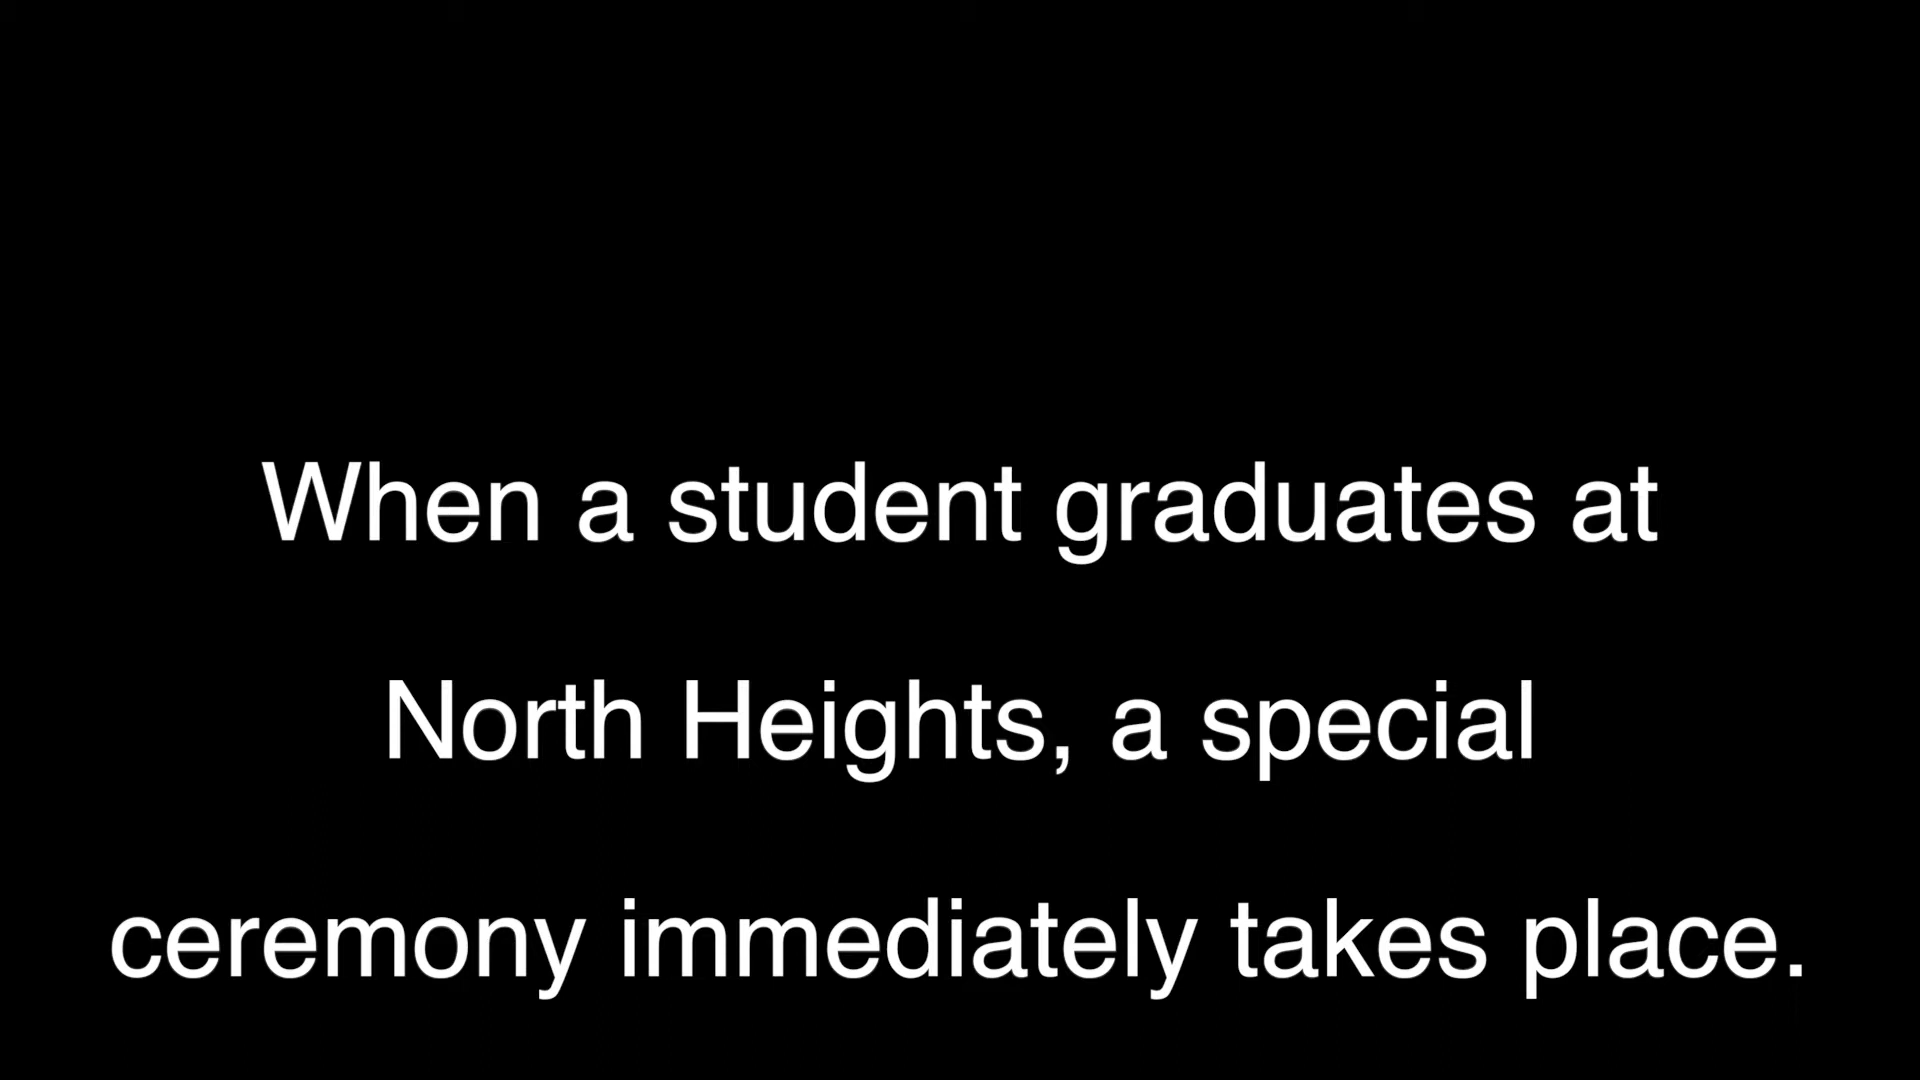 When a student graduates at
North Heights, a special
ceremony immediately takes place.